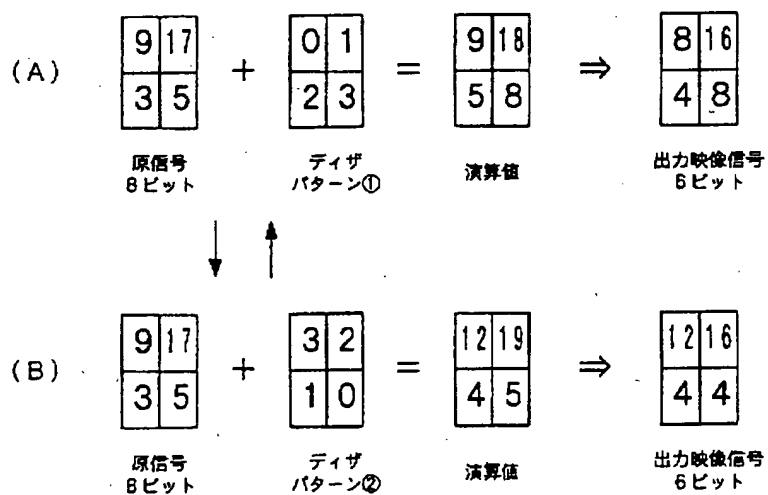 9 17 0 1 9 18 8 16
(A) + = ⇒
3 5 2 3 5 8 4 8
原信号 ディザ 演算値 出力映像信号
8ビット パターン① 6ビット
9 17 3 2 12 19 12 16
(B) + = ⇒
3 5 1 0 4 5 4 4
原信号 ディザ 演算値 出力映像信号
8ビット パターン② 6ビット